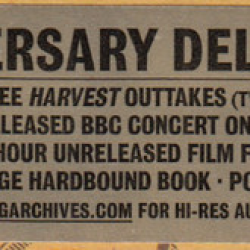 ERSARY DEL
EE HARVEST OUTTAKES (T
LEASED BBC CONCERT ON
HOUR UNRELEASED FILM F
GE HARDBOUND BOOK · PO
GARCHIVES.COM FOR HI-RES AU